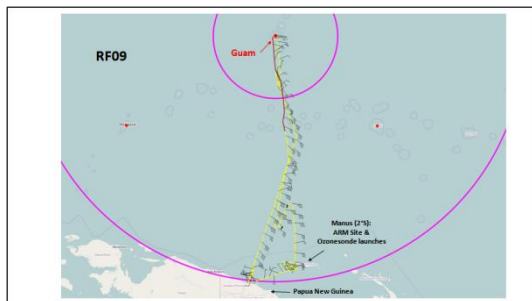 RF09
Guam
Manus (2°S):
ARM Site &
Ozonesonde launches
Papua New Guinea